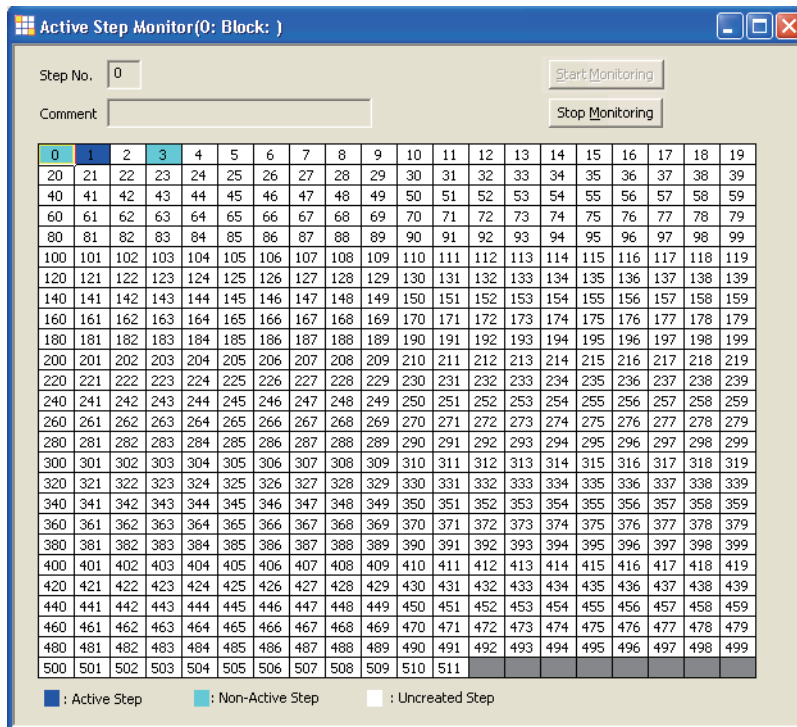 Active Step Monitor(0: Block: )
Step No. 0 Start Monitoring
Comment Stop Monitoring
0 1 2 3 4 5 6 7 8 9 10 11 12 13 14 15 16 17 18 19
20 21 22 23 24 25 26 27 28 29 30 31 32 33 34 35 36 37 38 39
40 41 42 43 44 45 46 47 48 49 50 51 52 53 54 55 56 57 58 59
60 61 62 63 64 65 66 67 68 69 70 71 72 73 74 75 76 77 78 79
80 81 82 83 84 85 86 87 88 89 90 91 92 93 94 95 96 97 98 99
100 101 102 103 104 105 106 107 108 109 110 111 112 113 114 115 116 117 118 119
120 121 122 123 124 125 126 127 128 129 130 131 132 133 134 135 136 137 138 139
140 141 142 143 144 145 146 147 148 149 150 151 152 153 154 155 156 157 158 159
160 161 162 163 164 165 166 167 168 169 170 171 172 173 174 175 176 177 178 179
180 181 182 183 184 185 186 187 188 189 190 191 192 193 194 195 196 197 198 199
200 201 202 203 204 205 206 207 208 209 210 211 212 213 214 215 216 217 218 219
220 221 222 223 224 225 226 227 228 229 230 231 232 233 234 235 236 237 238 239
240 241 242 243 244 245 246 247 248 249 250 251 252 253 254 255 256 257 258 259
260 261 262 263 264 265 266 267 268 269 270 271 272 273 274 275 276 277 278 279
280 281 282 283 284 285 286 287 288 289 290 291 292 293 294 295 296 297 298 299
300 301 302 303 304 305 306 307 308 309 310 311 312 313 314 315 316 317 318 319
320 321 322 323 324 325 326 327 328 329 330 331 332 333 334 335 336 337 338 339
340 341 342 343 344 345 346 347 348 349 350 351 352 353 354 355 356 357 358 359
360 361 362 363 364 365 366 367 368 369 370 371 372 373 374 375 376 377 378 379
380 381 382 383 384 385 386 387 388 389 390 391 392 393 394 395 396 397 398 399
400 401 402 403 404 405 406 407 408 409 410 411 412 413 414 415 416 417 418 419
420 421 422 423 424 425 426 427 428 429 430 431 432 433 434 435 436 437 438 439
440 441 442 443 444 445 446 447 448 449 450 451 452 453 454 455 456 457 458 459
460 461 462 463 464 465 466 467 468 469 470 471 472 473 474 475 476 477 478 479
480 481 482 483 484 485 486 487 488 489 490 491 492 493 494 495 496 497 498 499
500 501 502 503 504 505 506 507 508 509 510 511
: Active Step : Non-Active Step : Uncreated Step